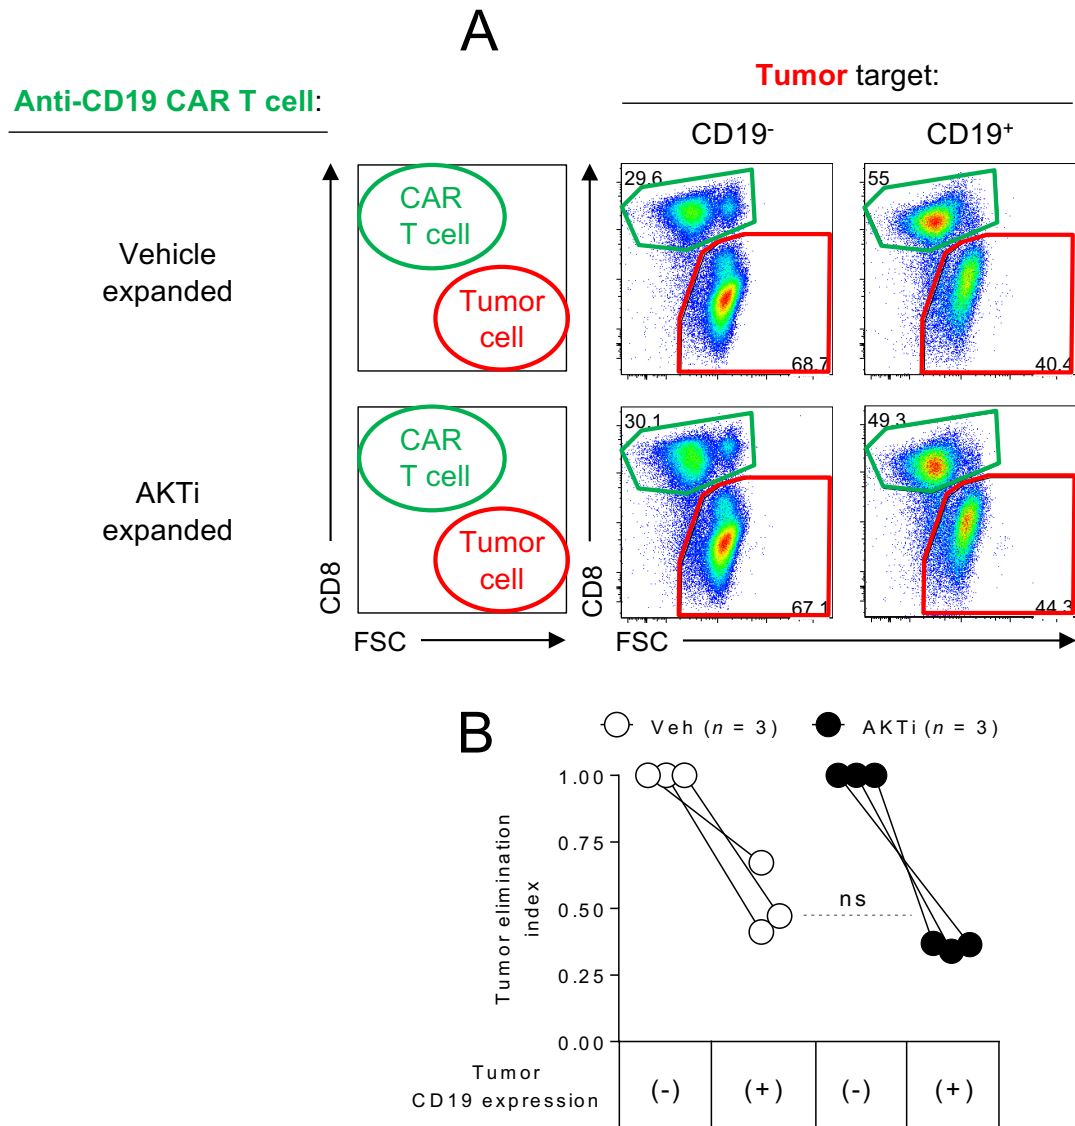 A
Anti-CD19 CAR T cell:
Tumor target:
CD19-
CD19+
Vehicle
expanded
CAR
T cell
Tumor
cell
29.6
68.7
55
40.4
AKTi
expanded
CAR
T cell
Tumor
cell
30.1
67.1
49.3
44.3
CD8
CD8
FSC
FSC
B
Veh (n = 3)
AKTi (n = 3)
Tumor elimination
index
1.00
0.75
0.50
0.25
0.00
ns
Tumor
CD19 expression
(-)
(+)
(-)
(+)